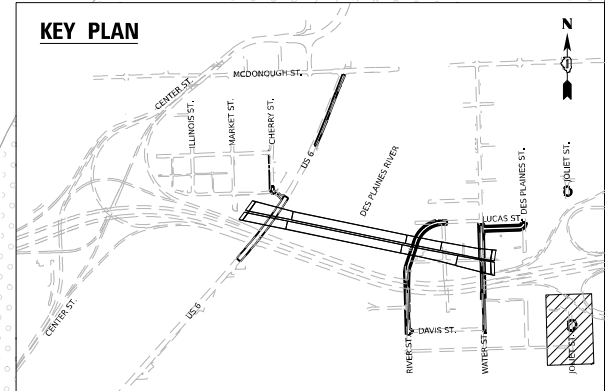 KEY PLAN
N
MCDONOUGH ST.
CENTER ST.
ILLINOIS ST.
MARKET ST.
CHERRY ST.
US 6
DES PLAINES RIVER
JOLIET ST.
DES PLAINES ST.
LUCAS ST.
US 6
CENTER ST.
DAVIS ST.
RIVER ST.
WATER ST.
JOLIET ST.